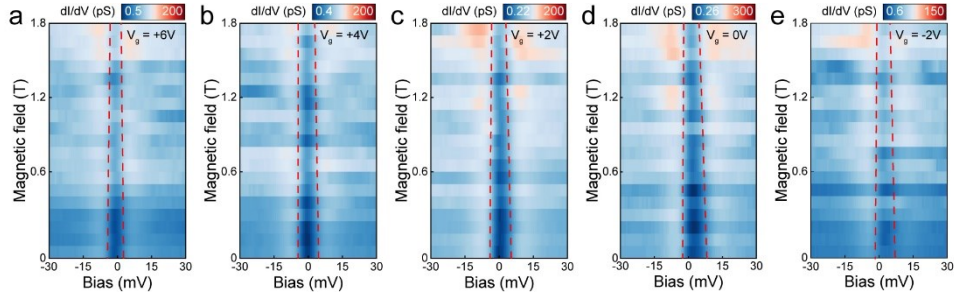 a dI/dV (pS) 0.5 200
b dI/dV (pS) 0.4 200
c dI/dV (pS) 0.22 200
d dI/dV (pS) 0.26 300
e dI/dV (pS) 0.6 150
Vg = +6V
Vg = +4V
Vg = +2V
Vg = 0V
Vg = -2V
Magnetic field (T)
1.8
1.2
0.6
0
-30 -15 0 15 30
Bias (mV)
Magnetic field (T)
1.8
1.2
0.6
0
-30 -15 0 15 30
Bias (mV)
Magnetic field (T)
1.8
1.2
0.6
0
-30 -15 0 15 30
Bias (mV)
Magnetic field (T)
1.8
1.2
0.6
0
-30 -15 0 15 30
Bias (mV)
Magnetic field (T)
1.8
1.2
0.6
0
-30 -15 0 15 30
Bias (mV)